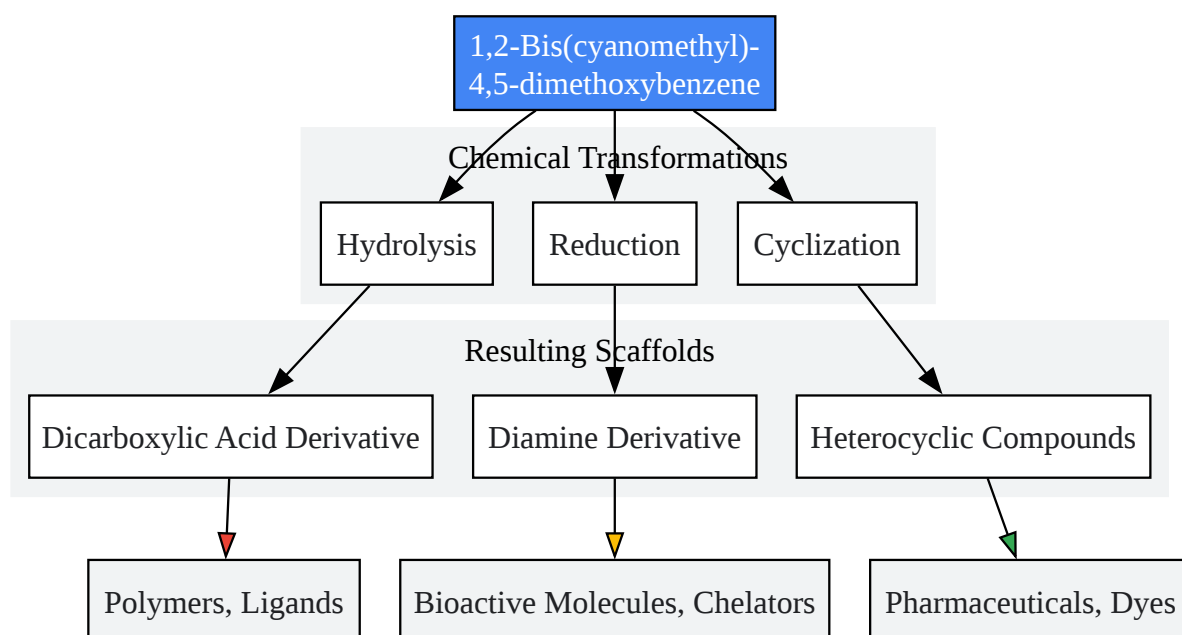 1,2-Bis(cyanomethyl)-
4,5-dimethoxybenzene
Chemical Transformations
Hydrolysis
Reduction
Cyclization
Resulting Scaffolds
Dicarboxylic Acid Derivative
Diamine Derivative
Heterocyclic Compounds
Polymers, Ligands
Bioactive Molecules, Chelators
Pharmaceuticals, Dyes